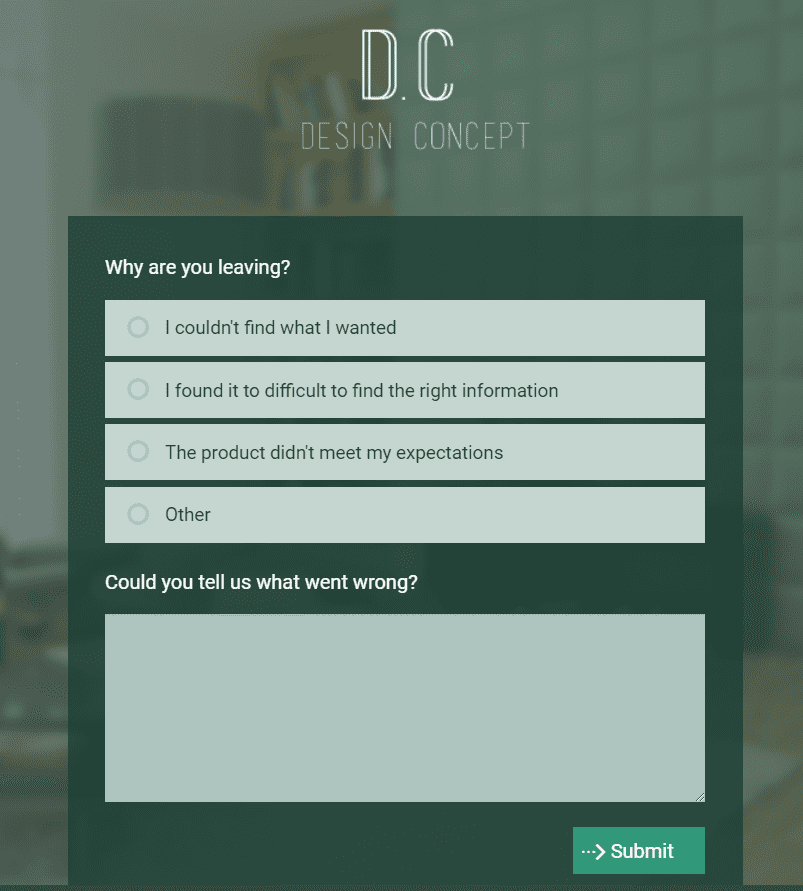 D.C
DESIGN CONCEPT
Why are you leaving?
I couldn't find what I wanted
I found it to difficult to find the right information
The product didn't meet my expectations
Other
Could you tell us what went wrong?
Submit